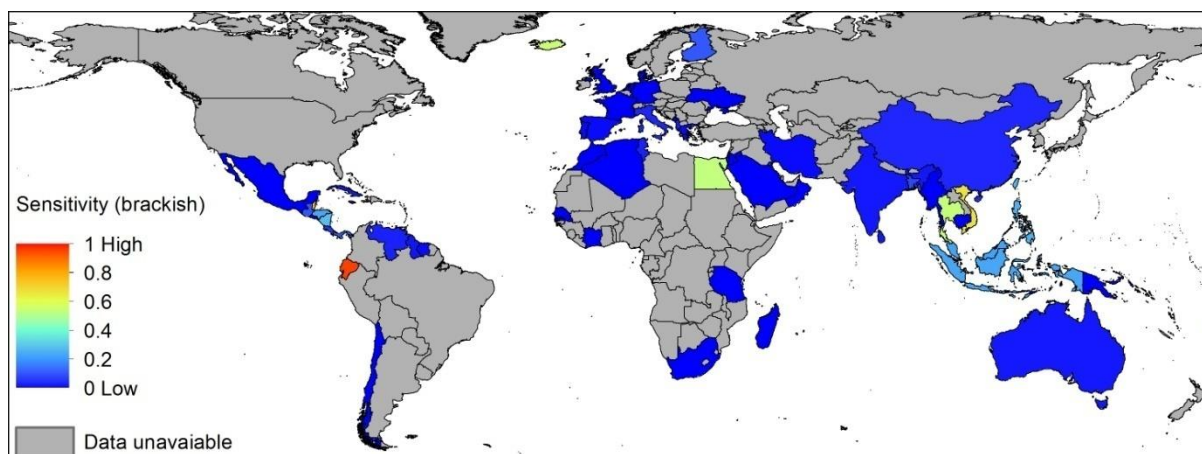 Sensitivity (brackish)
1 High
0.8
0.6
0.4
0.2
0 Low
Data unavaiable